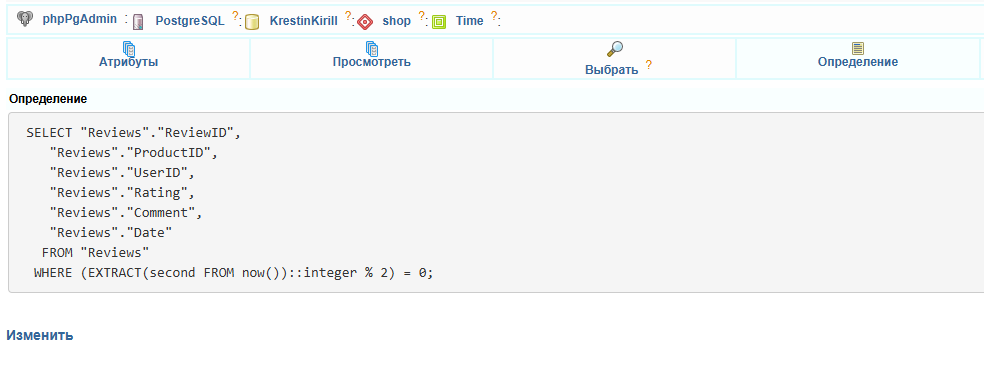 phpPgAdmin : PostgreSQL ?: KrestinKirill ?: shop ?: Time ?:
Атрибуты Просмотреть Выбрать ? Определение
Определение
SELECT "Reviews"."ReviewID",
"Reviews"."ProductID",
"Reviews"."UserID",
"Reviews"."Rating",
"Reviews"."Comment",
"Reviews"."Date"
FROM "Reviews"
WHERE (EXTRACT(second FROM now())::integer % 2) = 0;
Изменить